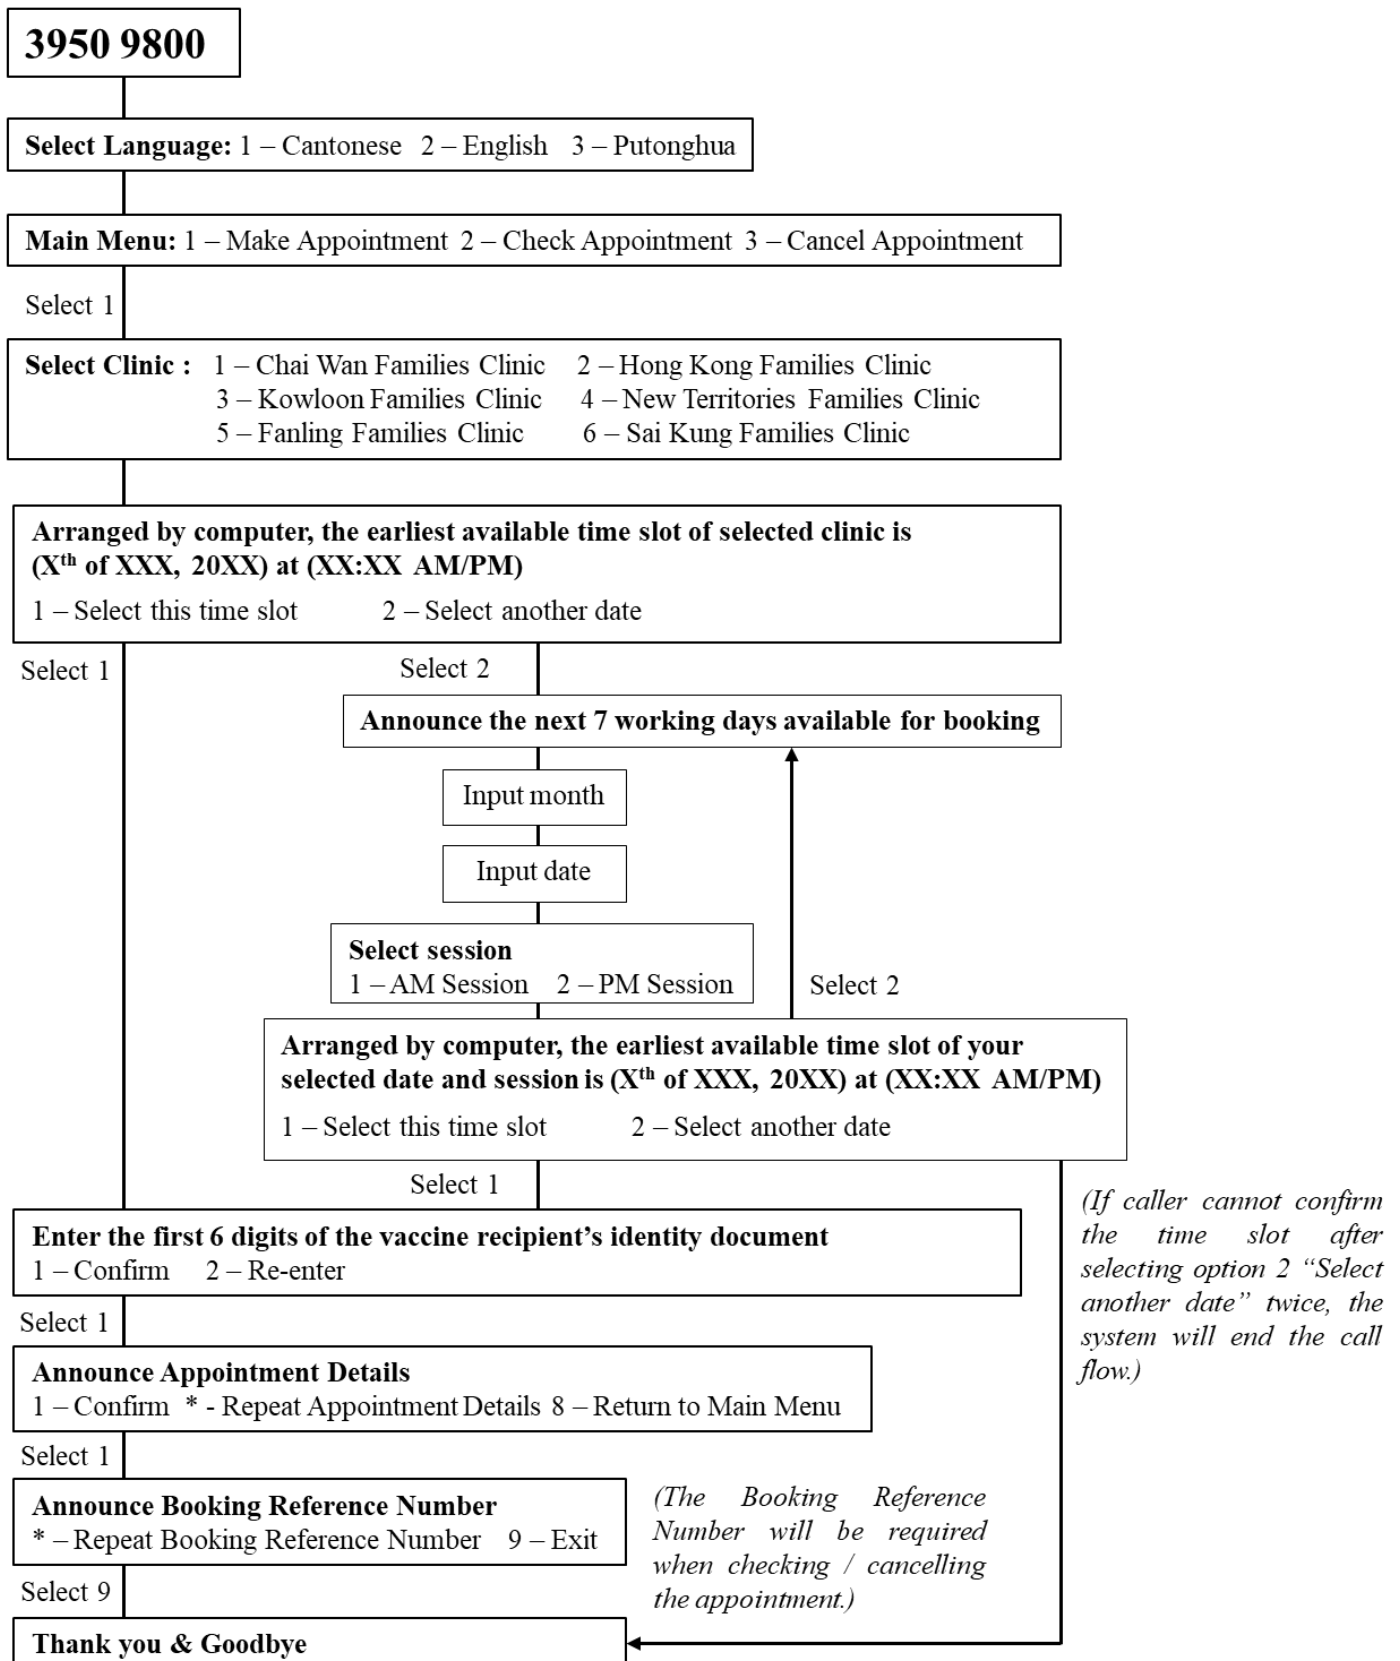 3950 9800
Select Language: 1 – Cantonese 2 – English 3 – Putonghua
Main Menu: 1 – Make Appointment 2 – Check Appointment 3 – Cancel Appointment
Select 1
Select Clinic : 1 – Chai Wan Families Clinic 2 – Hong Kong Families Clinic
3 – Kowloon Families Clinic 4 – New Territories Families Clinic
5 – Fanling Families Clinic 6 – Sai Kung Families Clinic
Arranged by computer, the earliest available time slot of selected clinic is
(Xth of XXX, 20XX) at (XX:XX AM/PM)
1 – Select this time slot 2 – Select another date
Select 1
Select 2
Announce the next 7 working days available for booking
Input month
Input date
Select session
1 – AM Session 2 – PM Session
Select 2
Arranged by computer, the earliest available time slot of your
selected date and session is (Xth of XXX, 20XX) at (XX:XX AM/PM)
1 – Select this time slot 2 – Select another date
Select 1
(If caller cannot confirm
the time slot after
selecting option 2 “Select
another date” twice, the
system will end the call
flow.)
Enter the first 6 digits of the vaccine recipient’s identity document
1 – Confirm 2 – Re-enter
Select 1
Announce Appointment Details
1 – Confirm * - Repeat Appointment Details 8 – Return to Main Menu
Select 1
Announce Booking Reference Number
* – Repeat Booking Reference Number 9 – Exit
(The Booking Reference
Number will be required
when checking / cancelling
the appointment.)
Select 9
Thank you & Goodbye